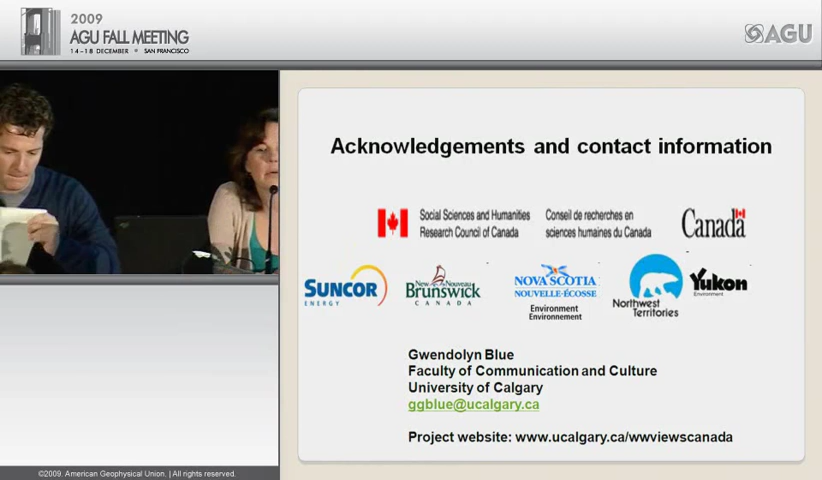 2009
AGU FALL MEETING
14-18 DECEMBER • SAN FRANCISCO
AGU
Acknowledgements and contact information
Social Sciences and Humanities
Research Council of Canada
Conseil de recherches en
sciences humaines du Canada
Canada
SUNCOR
ENERGY
New Nouveau
Brunswick
CANADA
NOVA SCOTIA
NOUVELLE-ÉCOSSE
Environment
Environnement
Northwest
Territories
Yukon
Environment
Gwendolyn Blue
Faculty of Communication and Culture
University of Calgary
ggblue@ucalgary.ca
Project website: www.ucalgary.ca/wwviewscanada
©2009. American Geophysical Union. | All rights reserved.